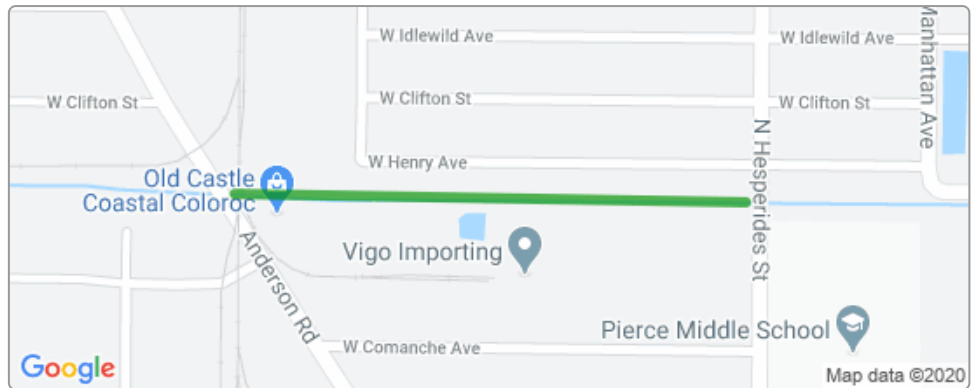 W Idlewild Ave
W Idlewild Ave
Manhattan Ave
W Clifton St
W Clifton St
W Clifton St
N Hesperides St
W Henry Ave
Old Castle
Coastal Coloroc
Vigo Importing
Anderson Rd
Pierce Middle School
W Comanche Ave
Google
Map data ©2020